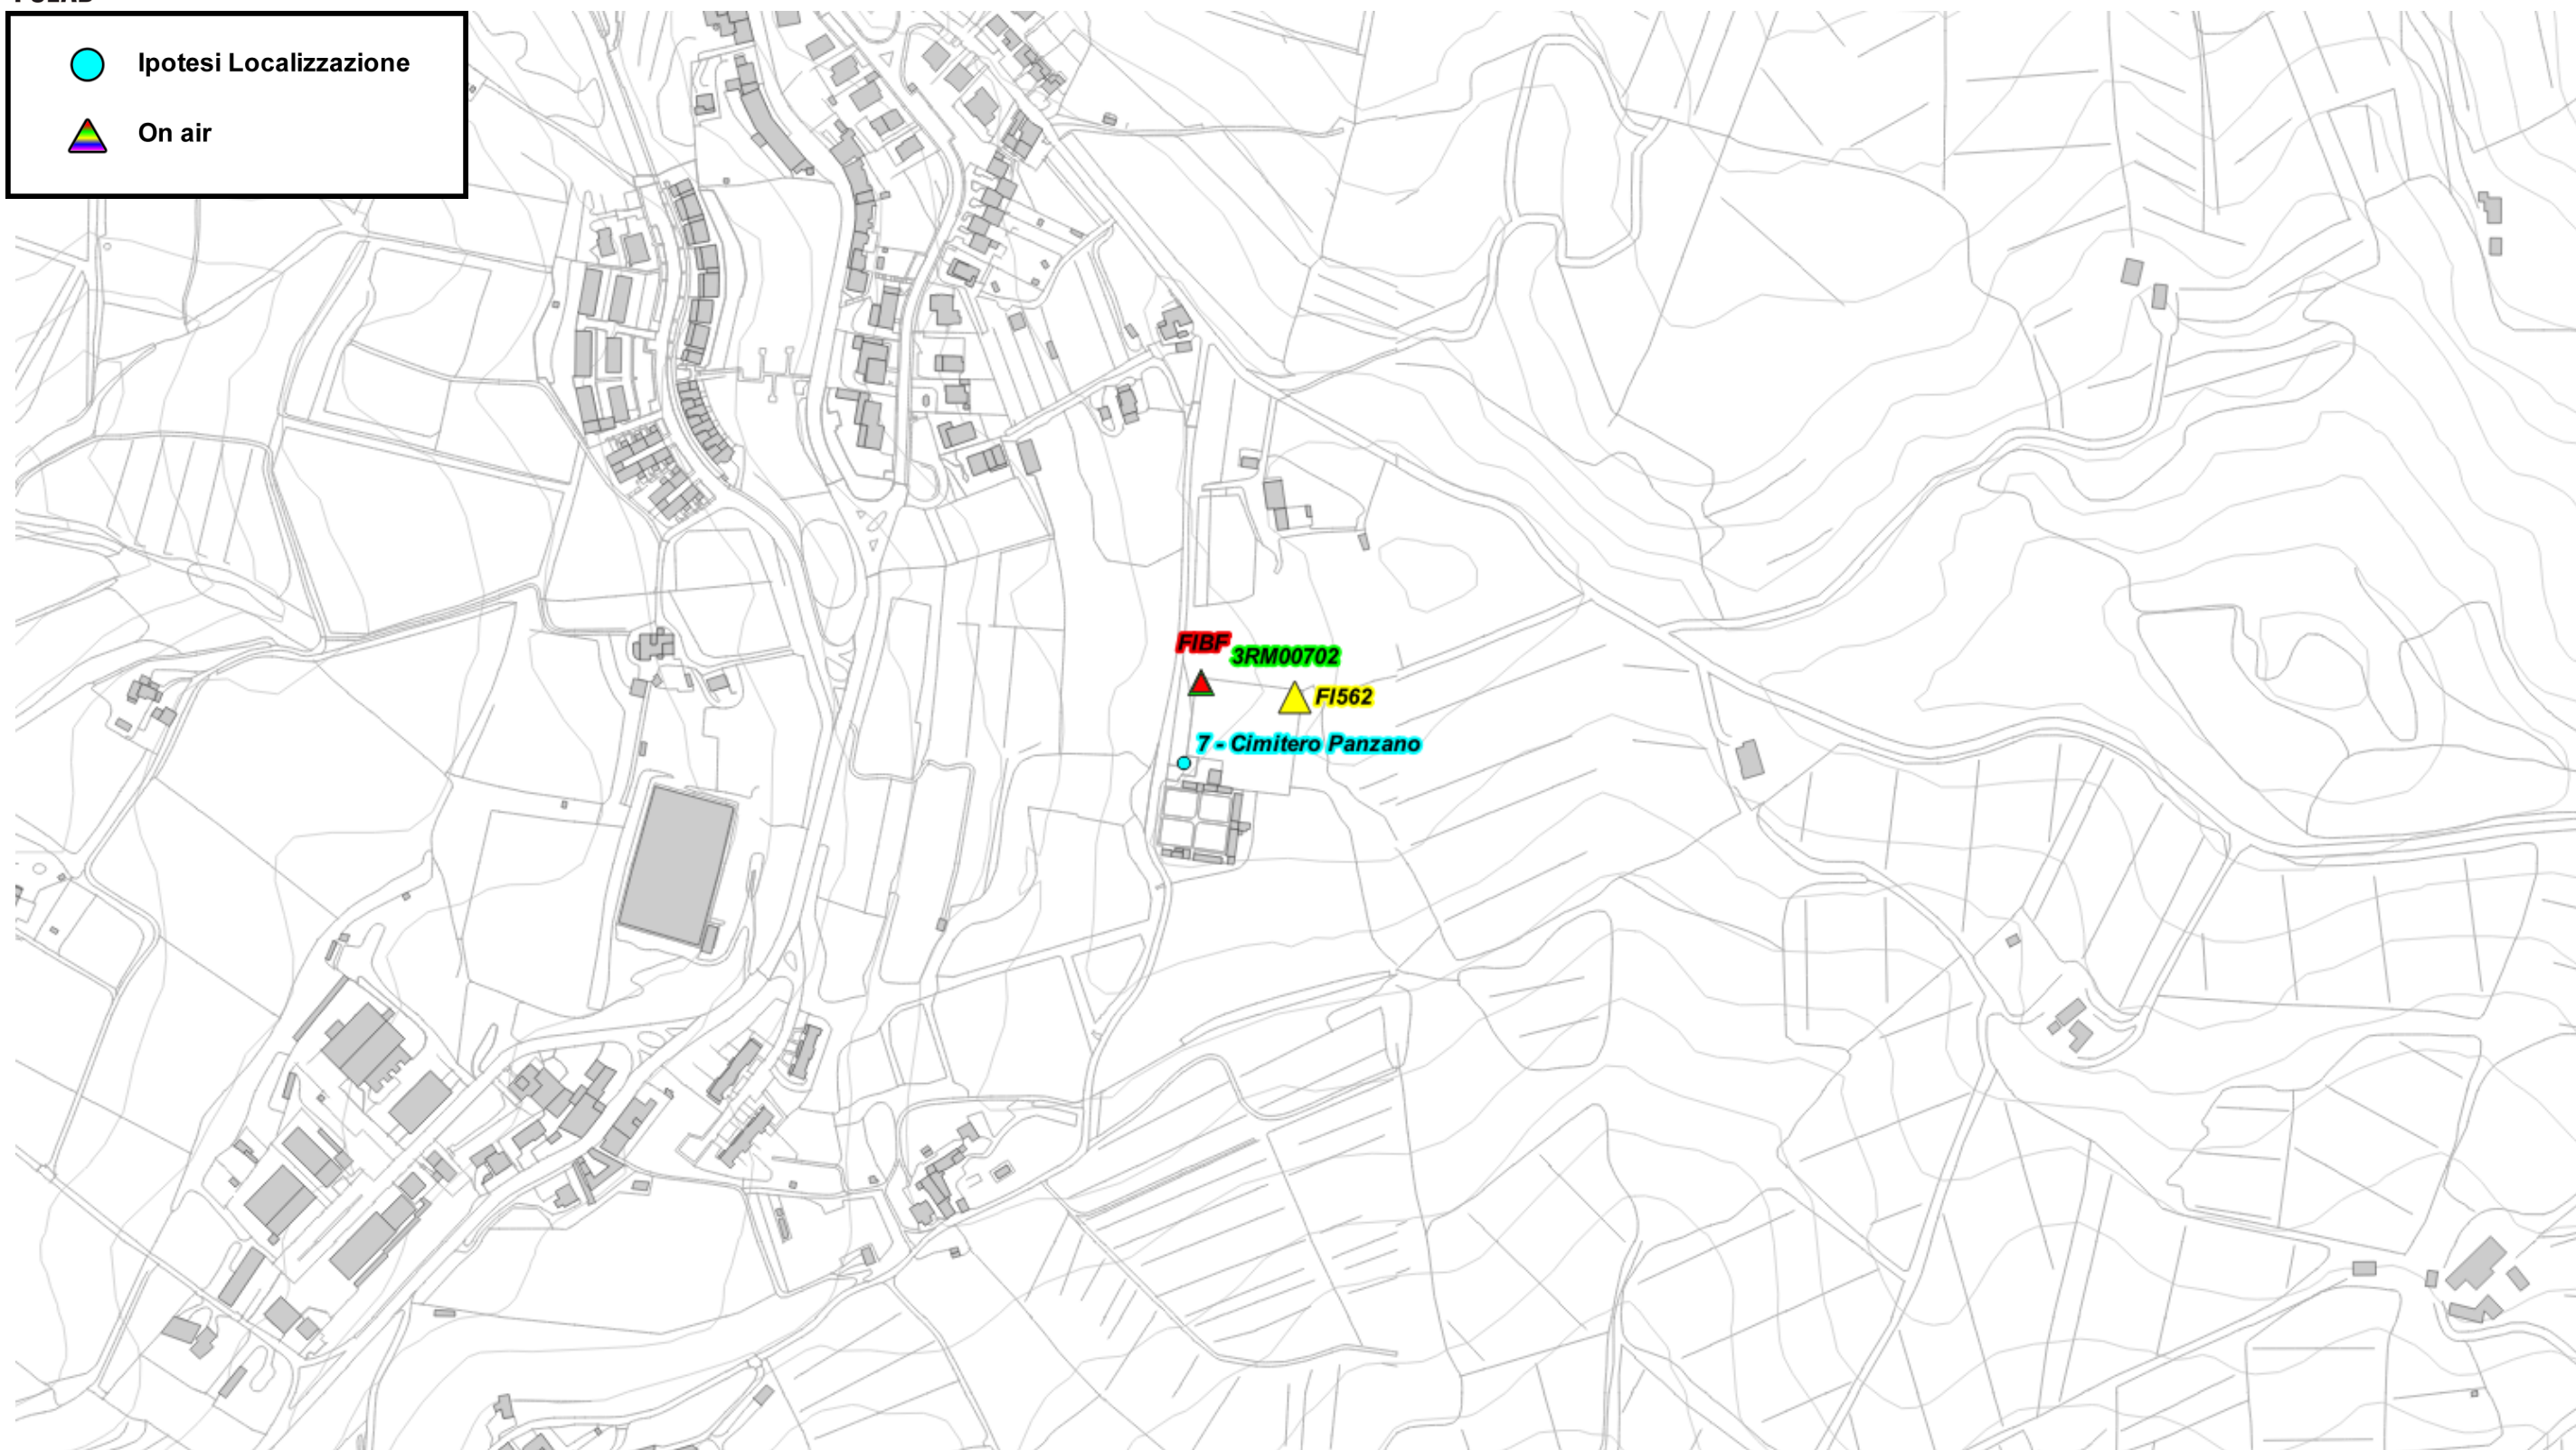 Ipotesi Localizzazione
On air
FIBF
3RM00702
FI562
7 - Cimitero Panzano